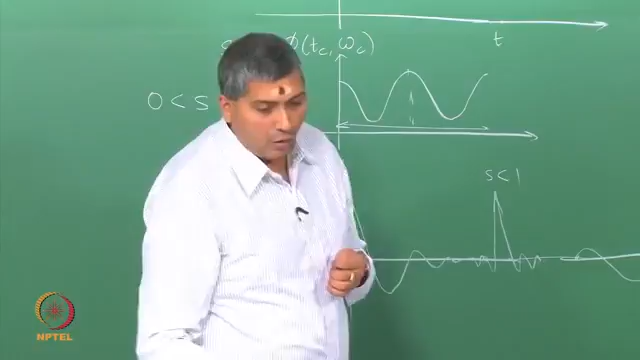 t
ϕ(t_c, ω_c)
0 < s
s < 1
NPTEL